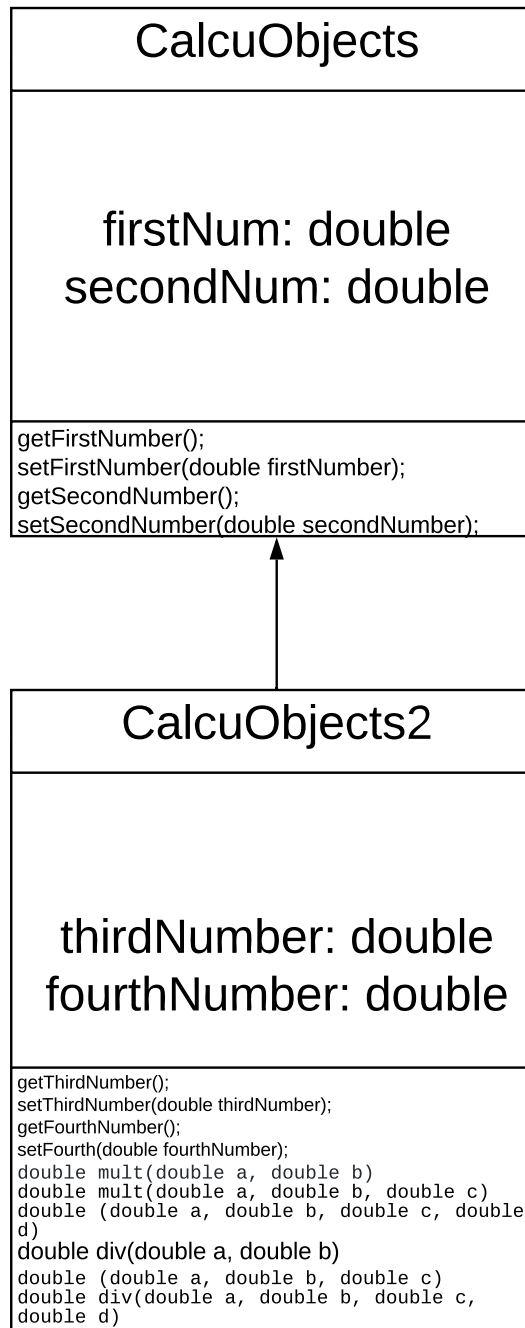 CalcuObjects
firstNum: double
secondNum: double
getFirstNumber();
setFirstNumber(double firstNumber);
getSecondNumber();
setSecondNumber(double secondNumber);
CalcuObjects2
thirdNumber: double
fourthNumber: double
getThirdNumber();
setThirdNumber(double thirdNumber);
getFourthNumber();
setFourth(double fourthNumber);
double mult(double a, double b)
double mult(double a, double b, double c)
double (double a, double b, double c, double
d)
double div(double a, double b)
double (double a, double b, double c)
double div(double a, double b, double c,
double d)